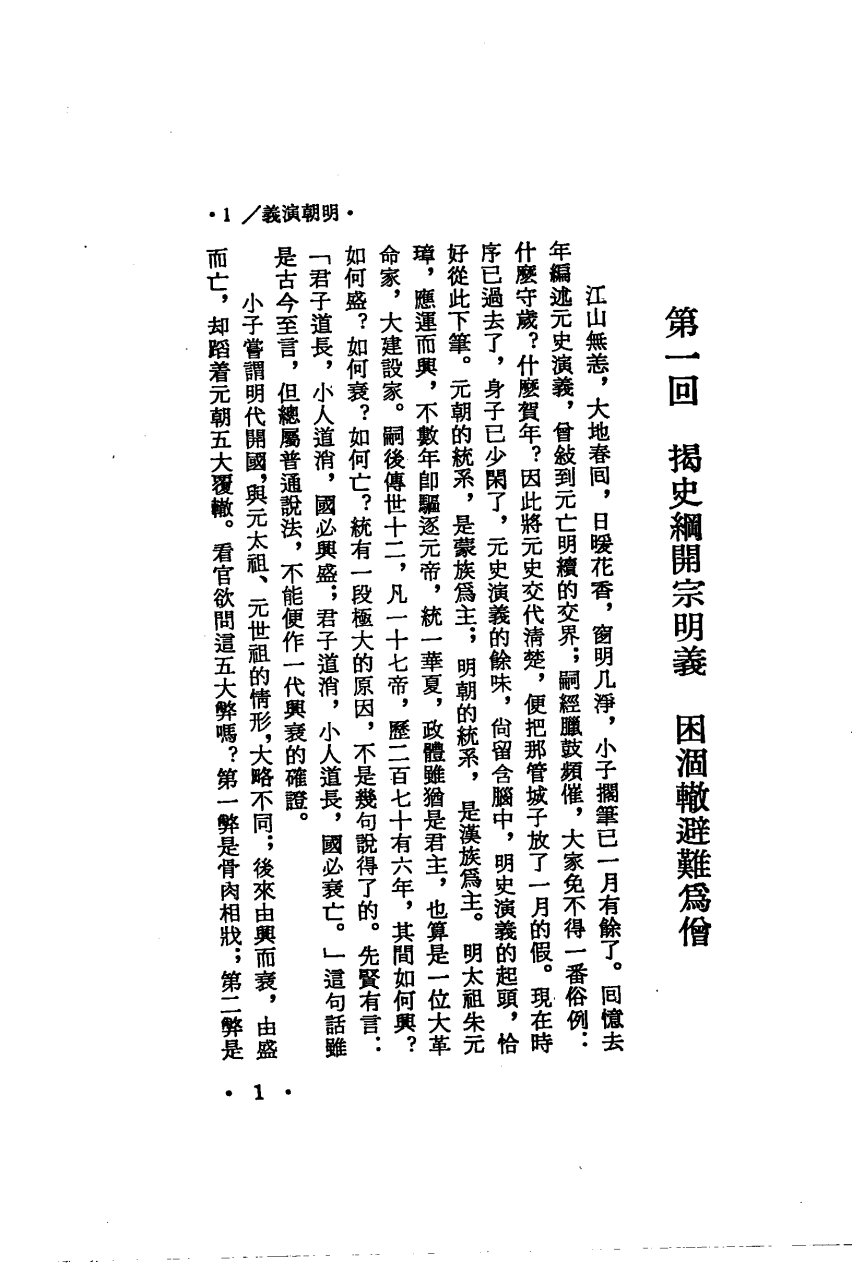 第一回　揭史綱開宗明義　困涸轍避難爲僧
江山無恙，大地春回，日暖花香，窗明几淨，小子擱筆已一月有餘了。回憶去
年編述元史演義，曾敍到元亡明續的交界；嗣經臘鼓頻催，大家免不得一番俗例：
什麽守歲？什麽賀年？因此將元史交代清楚，便把那管城子放了一月的假。現在時
序已過去了，身子已少閑了，元史演義的餘味，尙留含腦中，明史演義的起頭，恰
好從此下筆。元朝的統系，是蒙族爲主；明朝的統系，是漢族爲主。明太祖朱元
璋，應運而興，不數年卽驅逐元帝，統一華夏，政體雖猶是君主，也算是一位大革
命家，大建設家。嗣後傳世十二，凡一十七帝，歷二百七十有六年，其間如何興？
如何盛？如何衰？如何亡？統有一段極大的原因，不是幾句說得了的。先賢有言：
「君子道長，小人道消，國必興盛；君子道消，小人道長，國必衰亡。」這句話雖
是古今至言，但總屬普通說法，不能便作一代興衰的確證。
小子嘗謂明代開國，與元太祖、元世祖的情形，大略不同；後來由興而衰，由盛
而亡，却蹈着元朝五大覆轍。看官欲問這五大弊嗎？第一弊是骨肉相戕；第二弊是
·明朝演義／1·
·1·